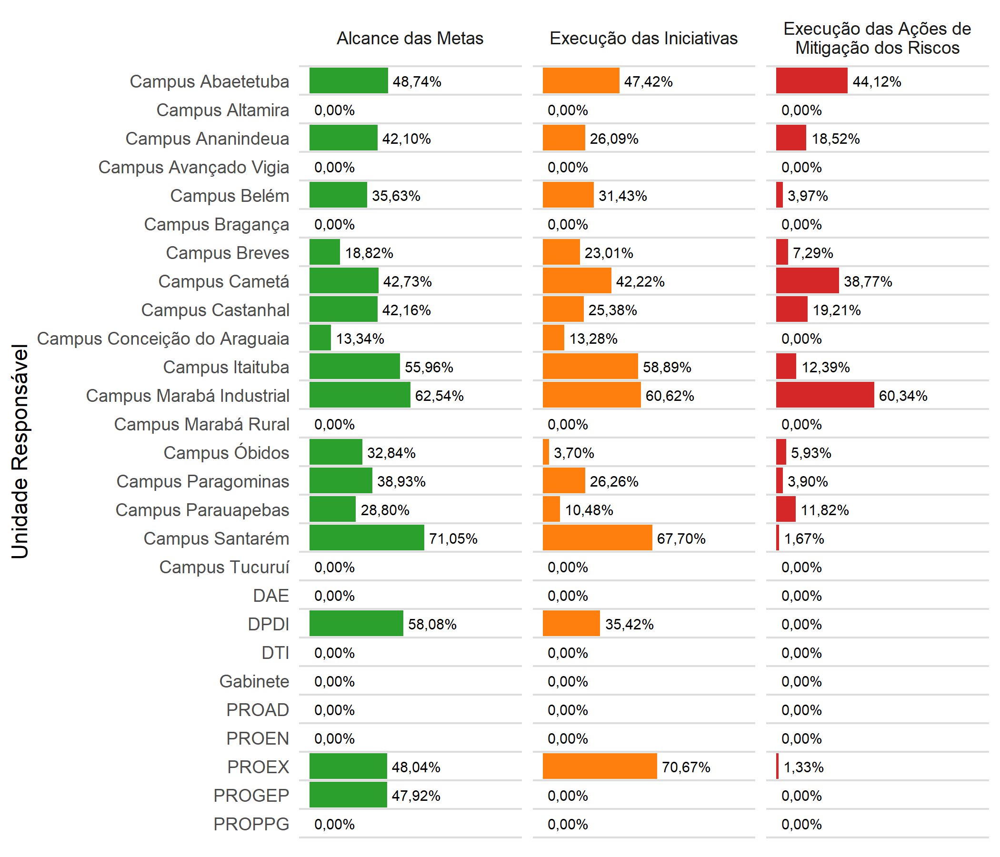 Alcance das Metas
Execução das Iniciativas
Execução das Ações de
Mitigação dos Riscos
Unidade Responsável
Campus Abaetetuba 48,74% 47,42% 44,12%
Campus Altamira 0,00% 0,00% 0,00%
Campus Ananindeua 42,10% 26,09% 18,52%
Campus Avançado Vigia 0,00% 0,00% 0,00%
Campus Belém 35,63% 31,43% 3,97%
Campus Bragança 0,00% 0,00% 0,00%
Campus Breves 18,82% 23,01% 7,29%
Campus Cametá 42,73% 42,22% 38,77%
Campus Castanhal 42,16% 25,38% 19,21%
Campus Conceição do Araguaia 13,34% 13,28% 0,00%
Campus Itaituba 55,96% 58,89% 12,39%
Campus Marabá Industrial 62,54% 60,62% 60,34%
Campus Marabá Rural 0,00% 0,00% 0,00%
Campus Óbidos 32,84% 3,70% 5,93%
Campus Paragominas 38,93% 26,26% 3,90%
Campus Parauapebas 28,80% 10,48% 11,82%
Campus Santarém 71,05% 67,70% 1,67%
Campus Tucuruí 0,00% 0,00% 0,00%
DAE 0,00% 0,00% 0,00%
DPDI 58,08% 35,42% 0,00%
DTI 0,00% 0,00% 0,00%
Gabinete 0,00% 0,00% 0,00%
PROAD 0,00% 0,00% 0,00%
PROEN 0,00% 0,00% 0,00%
PROEX 48,04% 70,67% 1,33%
PROGEP 47,92% 0,00% 0,00%
PROPPG 0,00% 0,00% 0,00%